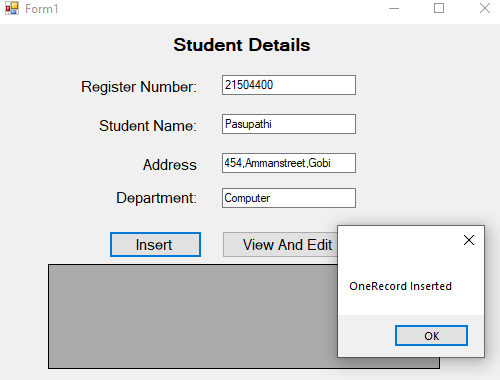 Form1
Student Details
Register Number: 21504400
Student Name: Pasupathi
Address 454,Ammanstreet,Gobi
Department: Computer
Insert View And Edit
OneRecord Inserted
OK